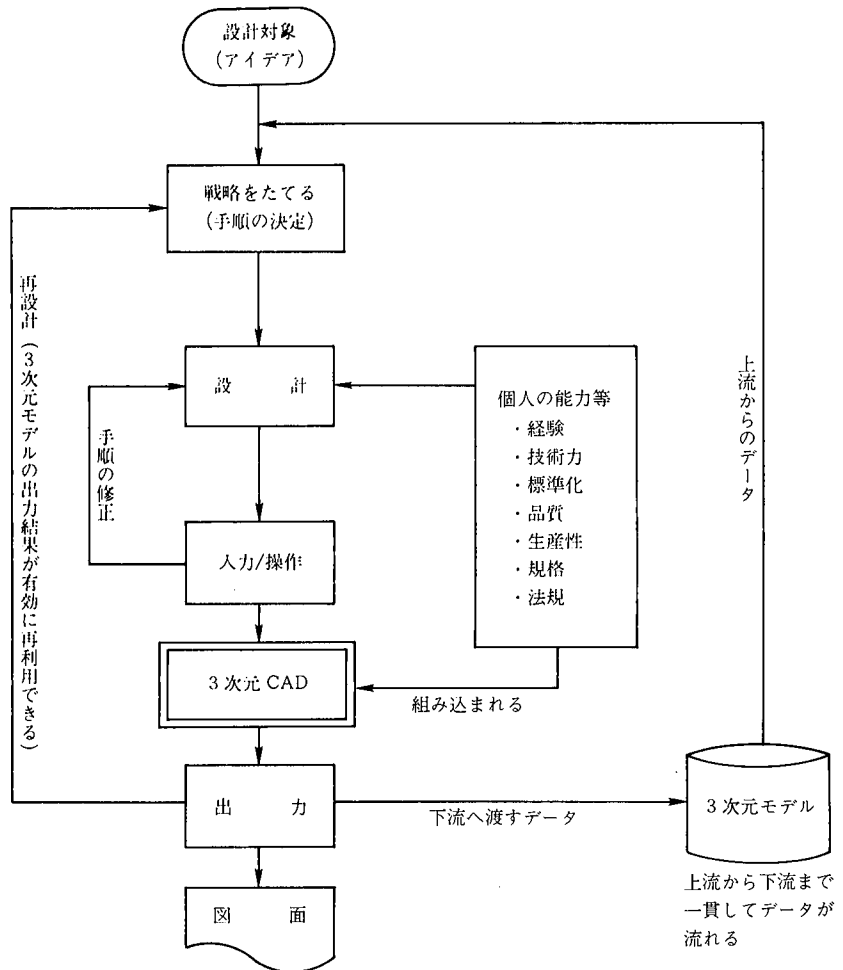 設計対象
(アイデア)
戦略をたてる
(手順の決定)
再設計(3次元モデルの出力結果が有効に再利用できる)
設 計
手順の修正
個人の能力等
・経験
・技術力
・標準化
・品質
・生産性
・規格
・法規
上流からのデータ
入力/操作
3次元CAD
組み込まれる
出 力
下流へ渡すデータ
3次元モデル
上流から下流まで
一貫してデータが
流れる
図 面